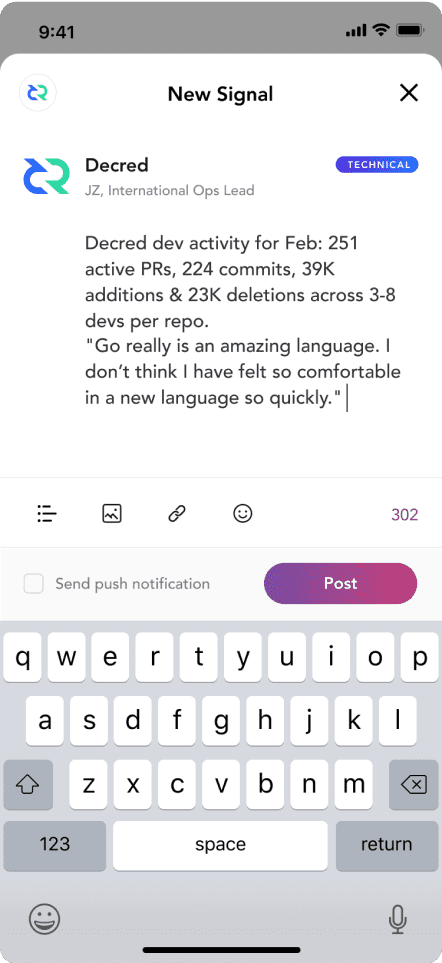 9:41
New Signal
Decred
TECHNICAL
JZ, International Ops Lead
Decred dev activity for Feb: 251
active PRs, 224 commits, 39K
additions & 23K deletions across 3-8
devs per repo.
"Go really is an amazing language. I
don’t think I have felt so comfortable
in a new language so quickly."
302
Send push notification
Post
q w e r t y u i o p
a s d f g h j k l
z x c v b n m
123 space return